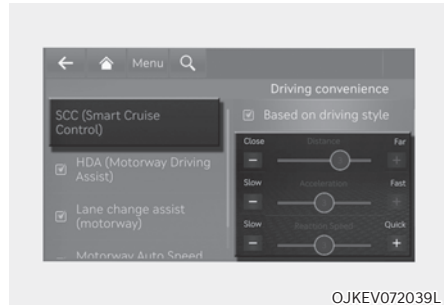 Menu
Driving convenience
SCC (Smart Cruise
Control)
Based on driving style
HDA (Motorway Driving
Assist)
Lane change assist
(motorway)
Motorway Auto Speed
Close Distance Far
Slow Acceleration Fast
Slow Reaction Speed Quick
OJKEV072039L